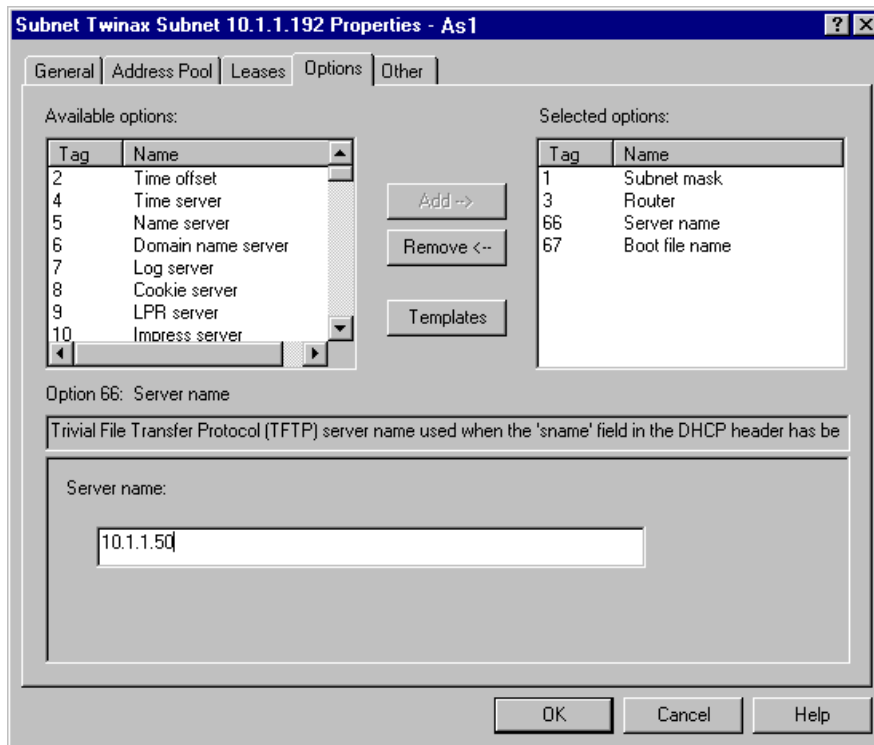 Subnet Twinax Subnet 10.1.1.192 Properties - As1
General Address Pool Leases Options Other
Available options: Selected options:
Tag Name Tag Name
2 Time offset 1 Subnet mask
4 Time server 3 Router
5 Name server 66 Server name
6 Domain name server 67 Boot file name
7 Log server
8 Cookie server
9 LPR server
10 Impress server
Add -->
Remove <--
Templates
Option 66: Server name
Trivial File Transfer Protocol (TFTP) server name used when the 'sname' field in the DHCP header has be
Server name:
10.1.1.50
OK Cancel Help